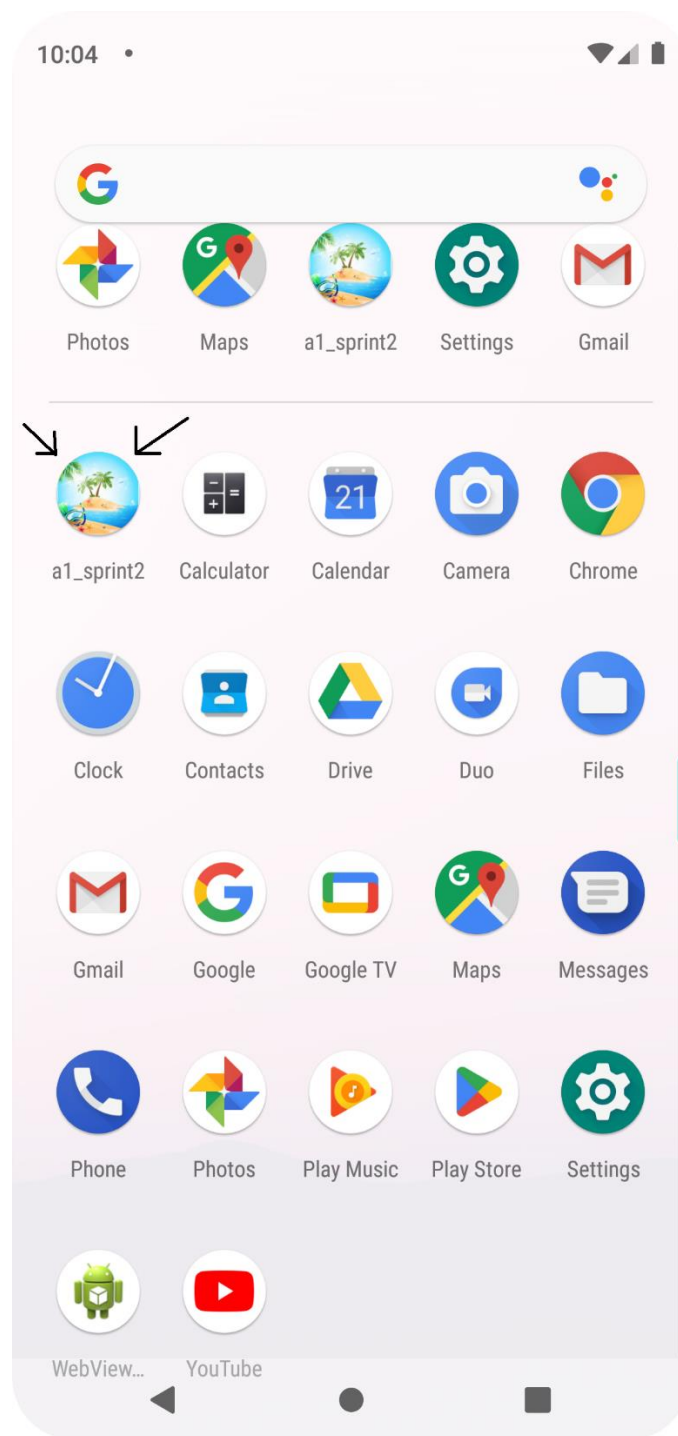 10:04
Photos Maps a1_sprint2 Settings Gmail
a1_sprint2 Calculator Calendar Camera Chrome
21
Clock Contacts Drive Duo Files
Gmail Google Google TV Maps Messages
Phone Photos Play Music Play Store Settings
WebView... YouTube